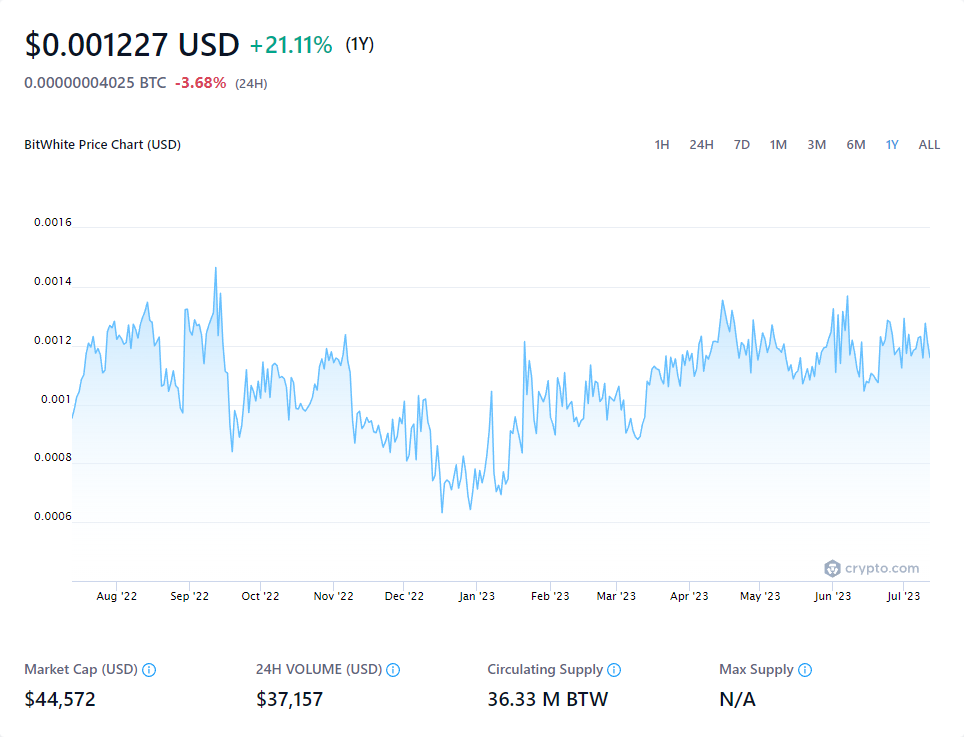 $0.001227 USD +21.11% (1Y)
0.00000004025 BTC -3.68% (24H)
BitWhite Price Chart (USD) 1H 24H 7D 1M 3M 6M 1Y ALL
0.0016
0.0014
0.0012
0.001
0.0008
0.0006
crypto.com
Aug '22 Sep '22 Oct '22 Nov '22 Dec '22 Jan '23 Feb '23 Mar '23 Apr '23 May '23 Jun '23 Jul '23
Market Cap (USD) 24H VOLUME (USD) Circulating Supply Max Supply
$44,572 $37,157 36.33 M BTW N/A